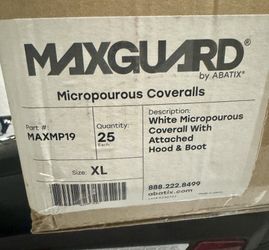 MAXGUARD®
by ABATIX®
Micropourous Coveralls
Part #:
MAXMP19
Quantity:
25
Each
Description:
White Micropourous
Coverall With
Attached
Hood & Boot
Size: XL
888.222.8499
abatix.com